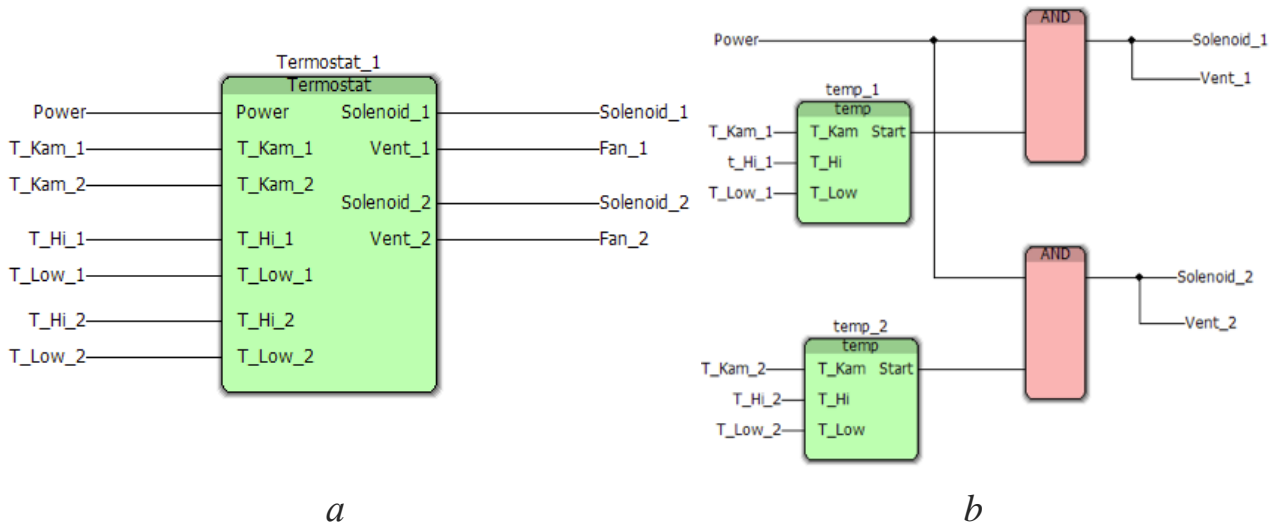 Termostat_1
Termostat
Power Power Solenoid_1 Solenoid_1
T_Kam_1 T_Kam_1 Vent_1 Fan_1
T_Kam_2 T_Kam_2
Solenoid_2 Solenoid_2
T_Hi_1 T_Hi_1 Vent_2 Fan_2
T_Low_1 T_Low_1
T_Hi_2 T_Hi_2
T_Low_2 T_Low_2
a
AND
Power Solenoid_1
Vent_1
temp_1
temp
T_Kam_1 T_Kam Start
t_Hi_1 T_Hi
T_Low_1 T_Low
AND
Solenoid_2
Vent_2
temp_2
temp
T_Kam_2 T_Kam Start
T_Hi_2 T_Hi
T_Low_2 T_Low
b